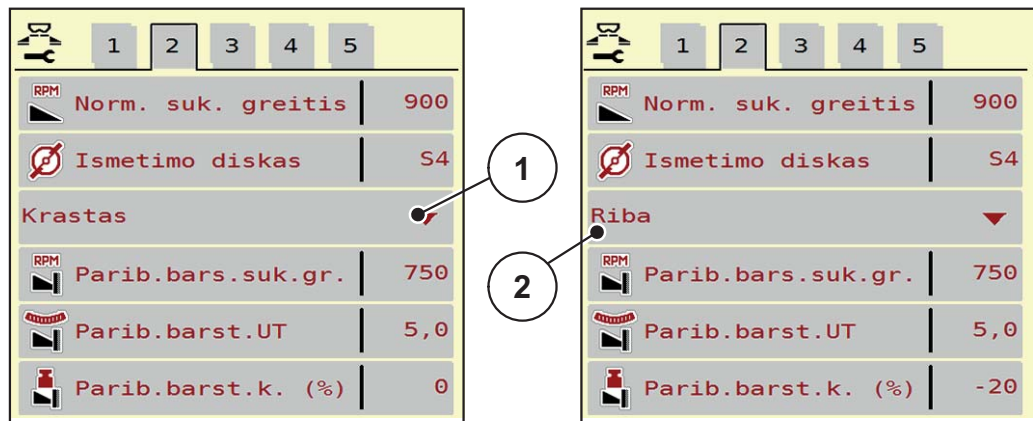 1 2 3 4 5
RPM Norm. suk. greitis 900
Ismetimo diskas S4
Krastas
RPM Parib.bars.suk.gr. 750
Parib.barst.UT 5,0
Parib.barst.k. (%) 0
1
2
1 2 3 4 5
RPM Norm. suk. greitis 900
Ismetimo diskas S4
Riba
RPM Parib.bars.suk.gr. 750
Parib.barst.UT 5,0
Parib.barst.k. (%) -20